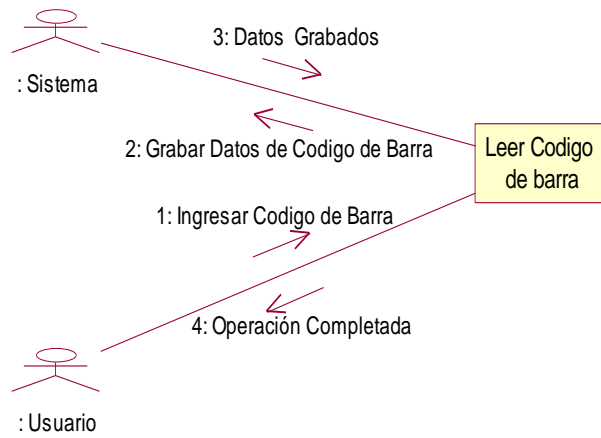 3: Datos Grabados
: Sistema
2: Grabar Datos de Codigo de Barra
Leer Codigo
de barra
1: Ingresar Codigo de Barra
4: Operación Completada
: Usuario